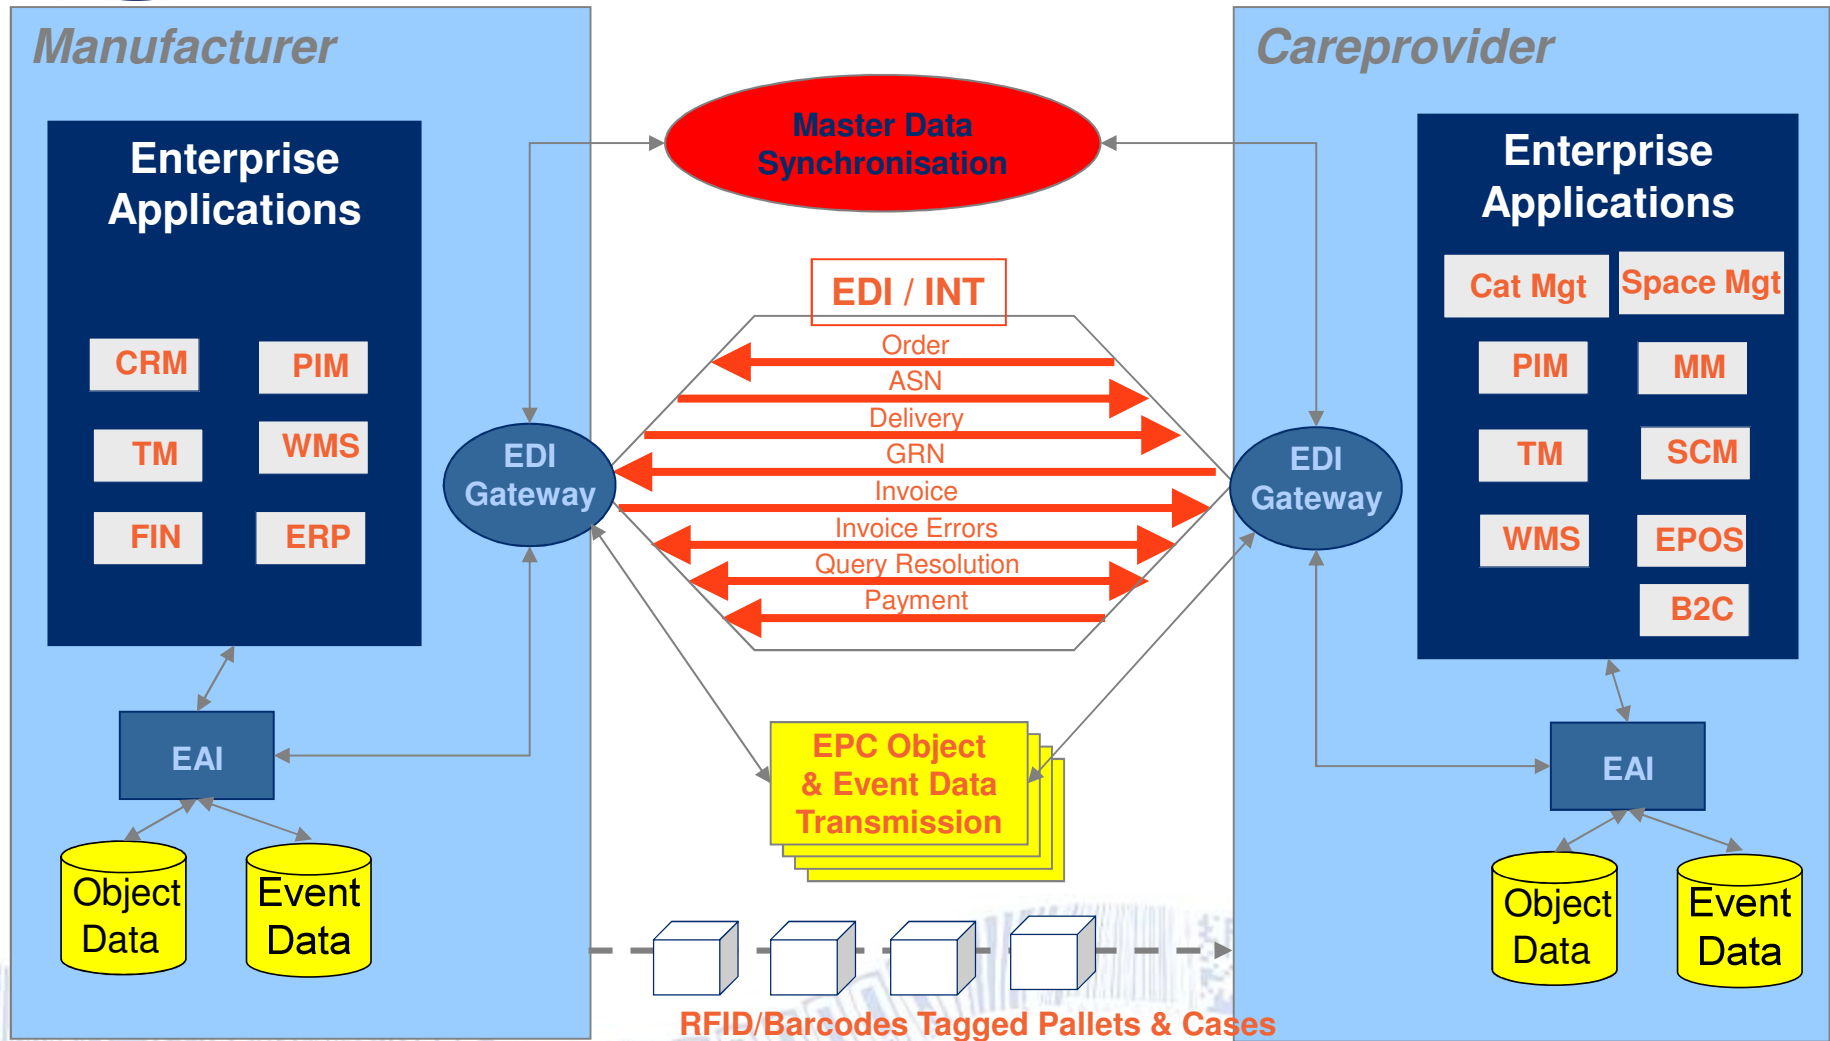 Manufacturer
Enterprise
Applications
CRM
PIM
TM
WMS
FIN
ERP
EAI
Object
Data
Event
Data
EDI
Gateway
Master Data
Synchronisation
EDI / INT
Order
ASN
Delivery
GRN
Invoice
Invoice Errors
Query Resolution
Payment
EPC Object
& Event Data
Transmission
RFID/Barcodes Tagged Pallets & Cases
Careprovider
EDI
Gateway
Enterprise
Applications
Cat Mgt
Space Mgt
PIM
MM
TM
SCM
WMS
EPOS
B2C
EAI
Object
Data
Event
Data